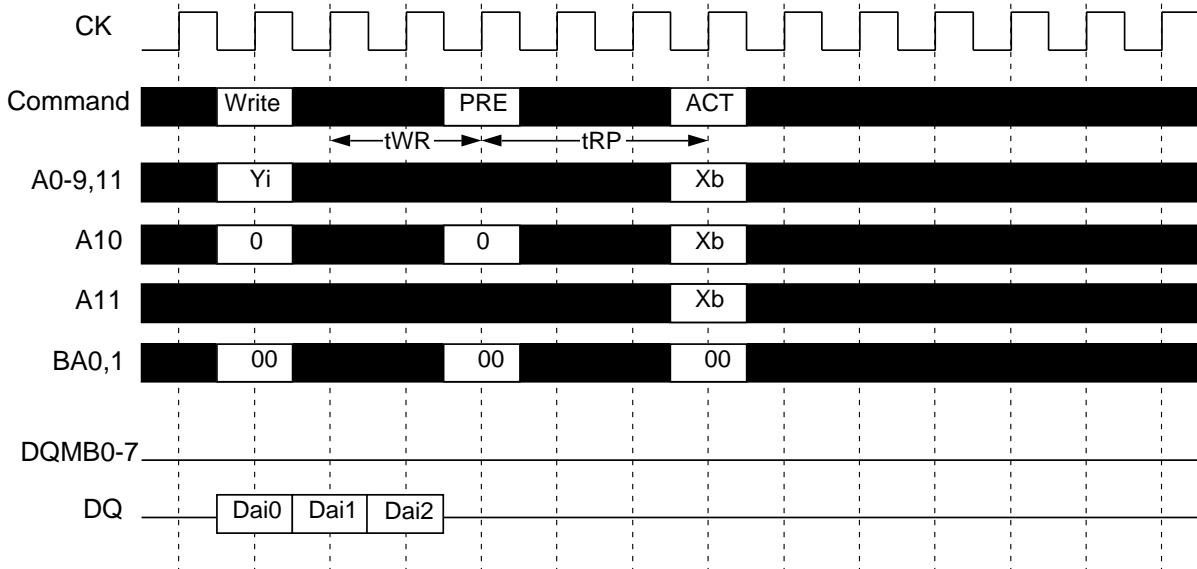 CK
Command Write PRE ACT
tWR tRP
A0-9,11 Yi Xb
A10 0 0 Xb
A11 Xb
BA0,1 00 00 00
DQMB0-7
DQ Dai0 Dai1 Dai2